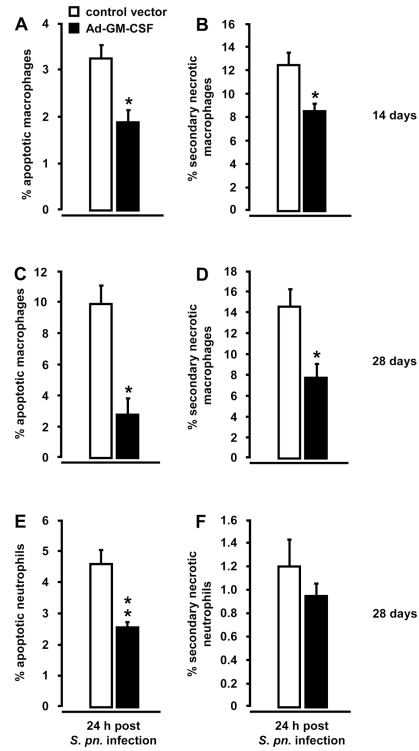 control vector
Ad-GM-CSF
A
% apoptotic macrophages
4
3
2
1
0
*
B
% secondary necrotic
macrophages
16
14
12
10
8
6
4
2
0
*
14 days
C
% apoptotic macrophages
12
10
8
6
4
2
0
*
D
% secondary necrotic
macrophages
18
16
14
12
10
8
6
4
2
0
*
28 days
E
% apoptotic neutrophils
6
5
4
3
2
1
0
*
*
24 h post
S. pn. infection
F
% secondary necrotic
neutrophils
1.6
1.4
1.2
1.0
0.8
0.6
0.4
0.2
0
24 h post
S. pn. infection
28 days